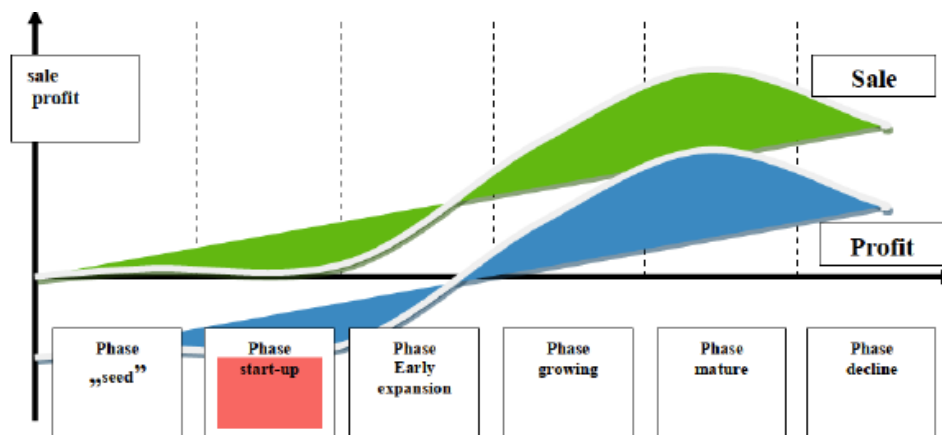 sale
profit
Sale
Profit
Phase
„seed”
Phase
start-up
Phase
Early
expansion
Phase
growing
Phase
mature
Phase
decline